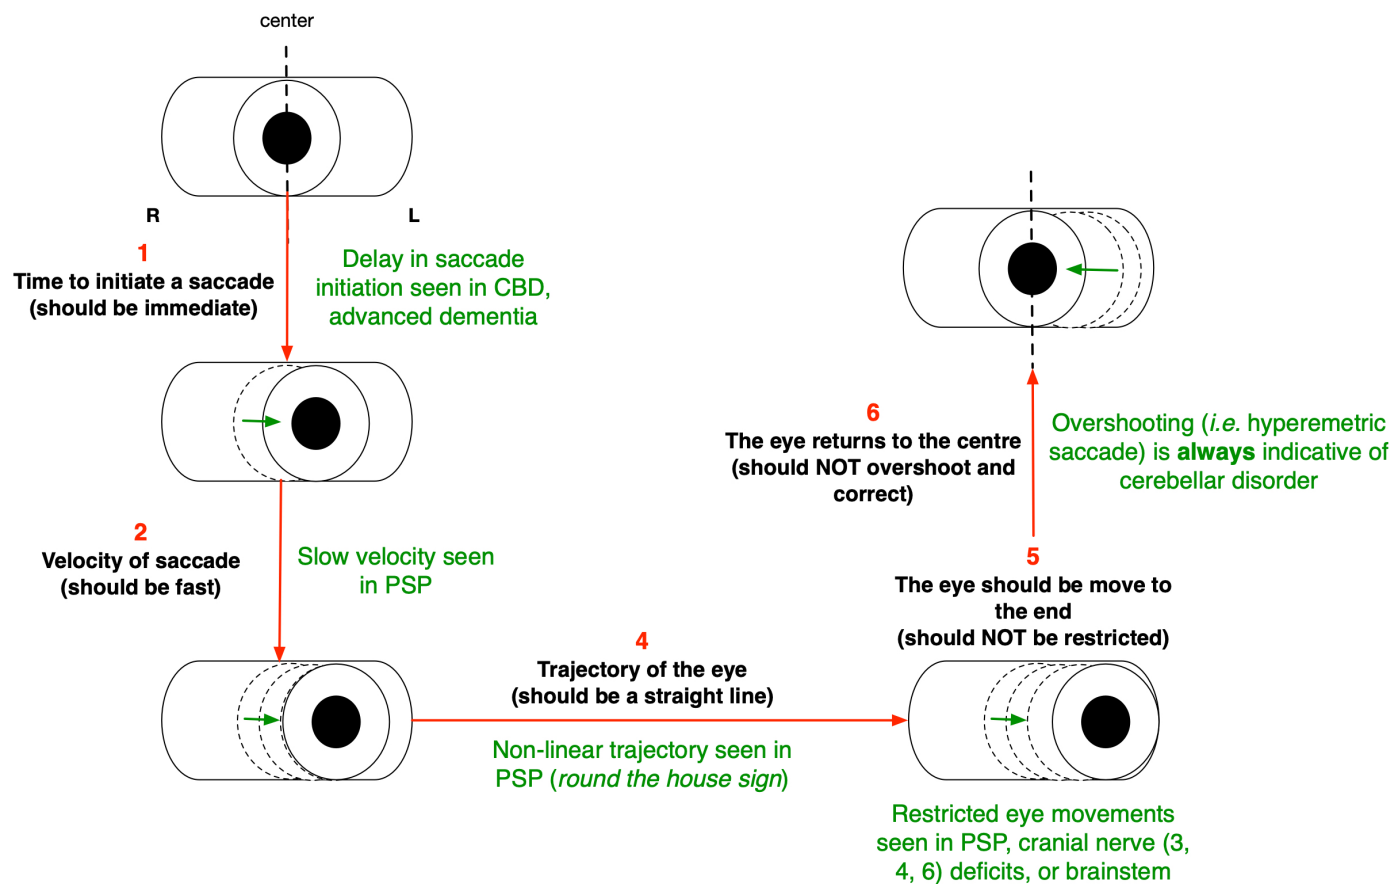 center
R
L
1
Time to initiate a saccade
(should be immediate)
Delay in saccade
initiation seen in CBD,
advanced dementia
2
Velocity of saccade
(should be fast)
Slow velocity seen
in PSP
4
Trajectory of the eye
(should be a straight line)
Non-linear trajectory seen in
PSP (round the house sign)
5
The eye should be move to
the end
(should NOT be restricted)
Restricted eye movements
seen in PSP, cranial nerve (3,
4, 6) deficits, or brainstem
6
The eye returns to the centre
(should NOT overshoot and
correct)
Overshooting (i.e. hyperemetric
saccade) is always indicative of
cerebellar disorder